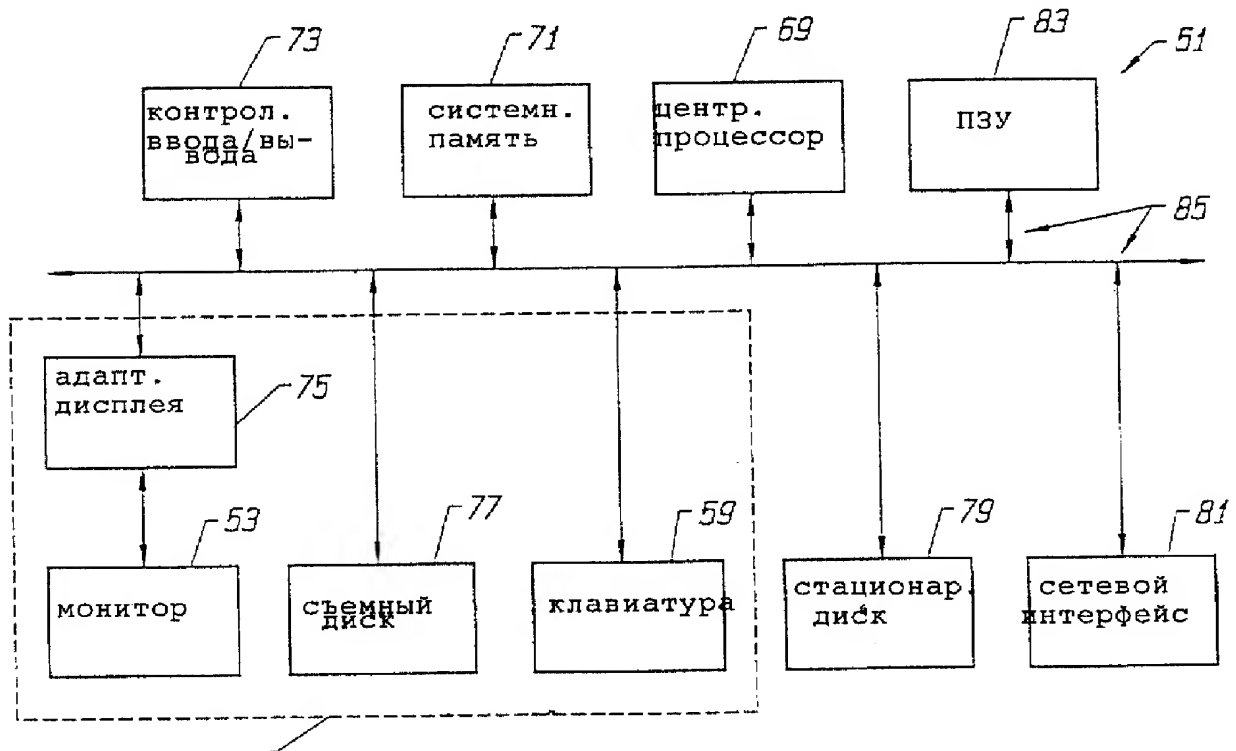 73
71
69
83
51
контрол.
ввода/вы-
вода
системн.
память
центр.
процессор
ПЗУ
85
адапт.
дисплея
75
53
77
59
79
81
монитор
съемный
диск
клавиатура
стационар.
диск
сетевой
интерфейс